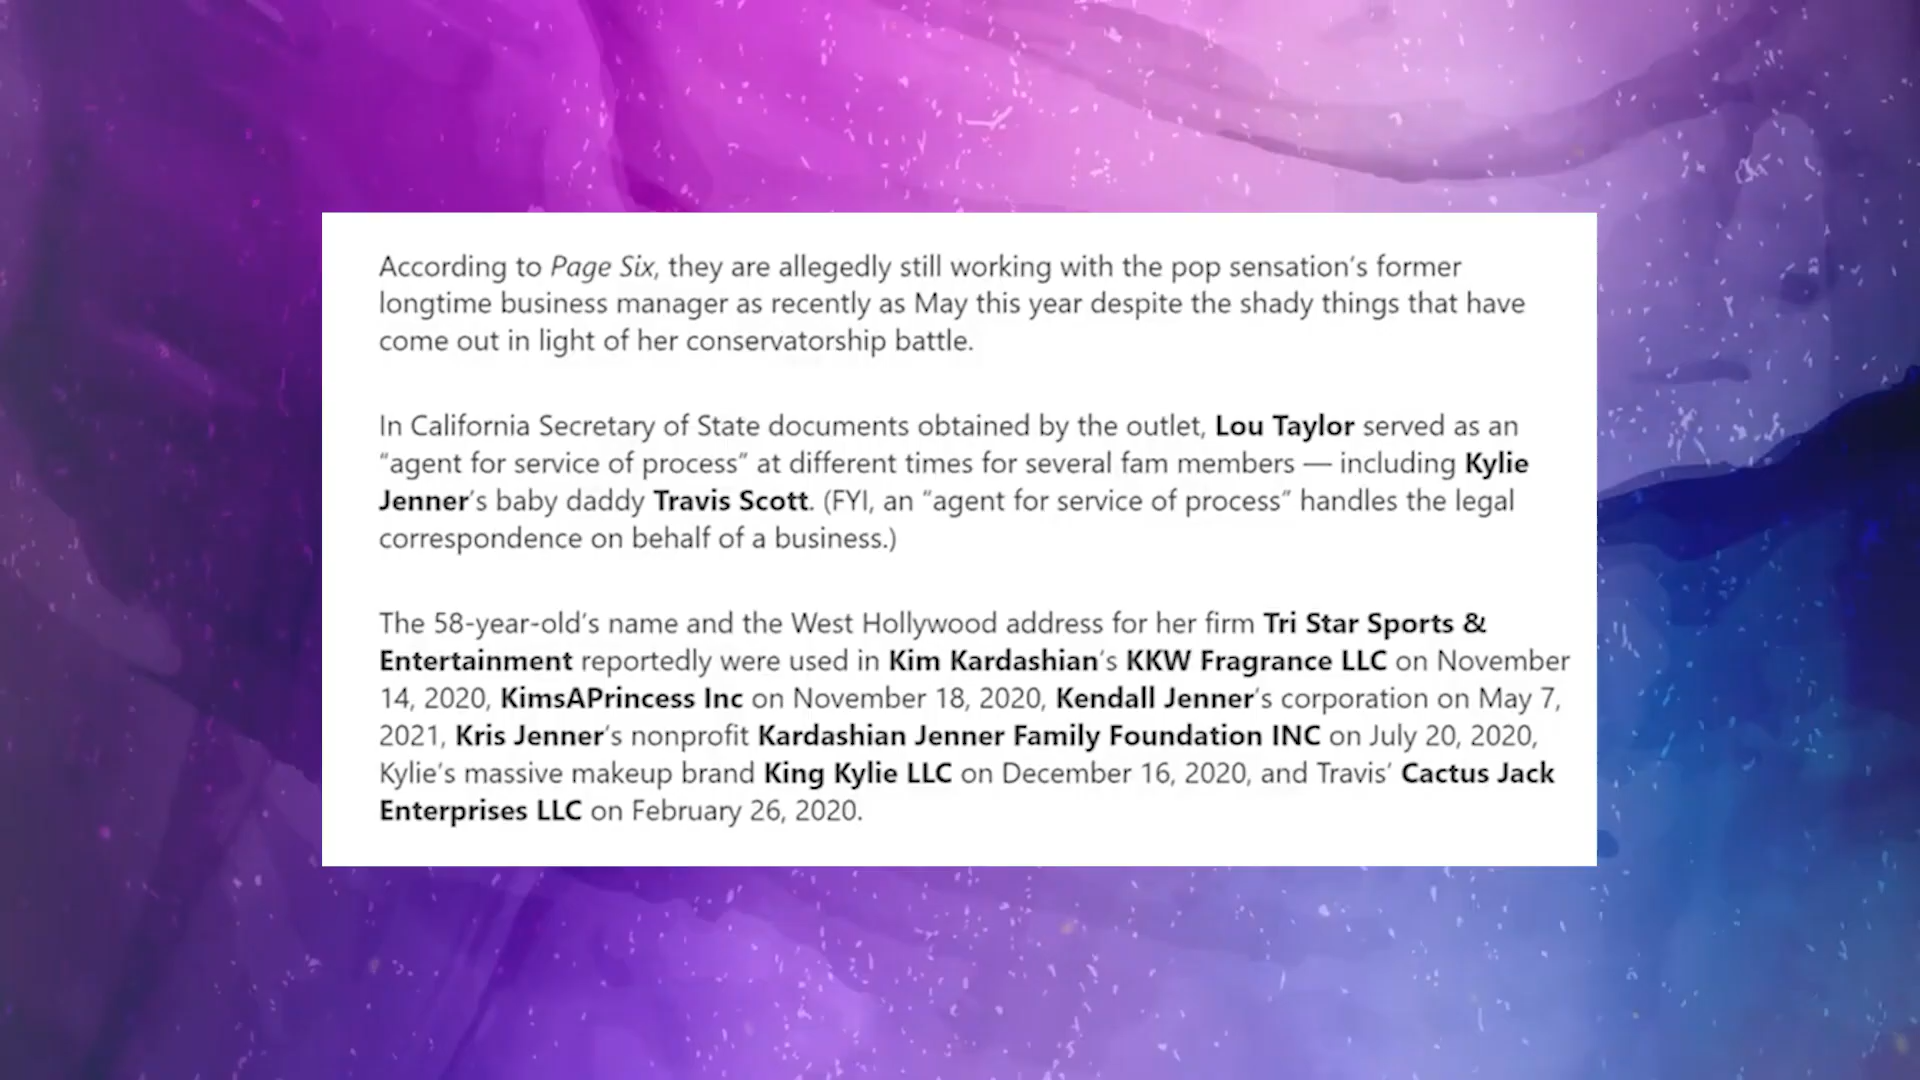 According to Page Six, they are allegedly still working with the pop sensation’s former
longtime business manager as recently as May this year despite the shady things that have
come out in light of her conservatorship battle.
In California Secretary of State documents obtained by the outlet, Lou Taylor served as an
“agent for service of process” at different times for several fam members — including Kylie
Jenner’s baby daddy Travis Scott. (FYI, an “agent for service of process” handles the legal
correspondence on behalf of a business.)
The 58-year-old’s name and the West Hollywood address for her firm Tri Star Sports &
Entertainment reportedly were used in Kim Kardashian’s KKW Fragrance LLC on November
14, 2020, KimsAPrincess Inc on November 18, 2020, Kendall Jenner’s corporation on May 7,
2021, Kris Jenner’s nonprofit Kardashian Jenner Family Foundation INC on July 20, 2020,
Kylie’s massive makeup brand King Kylie LLC on December 16, 2020, and Travis’ Cactus Jack
Enterprises LLC on February 26, 2020.